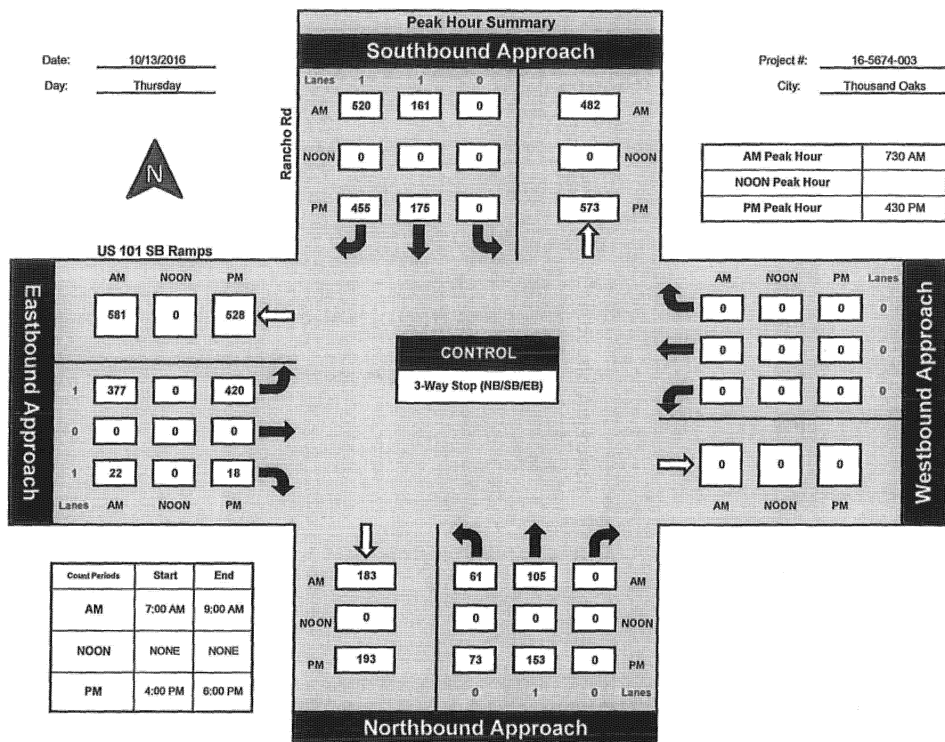 Peak Hour Summary
Southbound Approach
Date: 10/13/2016
Day: Thursday
Project #: 16-5674-003
City: Thousand Oaks
N
Rancho Rd
Lanes 1 1 0
AM 520 161 0 482 AM
NOON 0 0 0 0 NOON
PM 455 175 0 573 PM
AM Peak Hour 730 AM
NOON Peak Hour
PM Peak Hour 430 PM
US 101 SB Ramps
Eastbound Approach
AM NOON PM
581 0 528
1 377 0 420
0 0 0 0
1 22 0 18
Lanes AM NOON PM
CONTROL
3-Way Stop (NB/SB/EB)
Westbound Approach
AM NOON PM Lanes
0 0 0 0
0 0 0 0
0 0 0 0
0 0 0
AM NOON PM
Count Periods Start End
AM 7:00 AM 9:00 AM
NOON NONE NONE
PM 4:00 PM 6:00 PM
AM 183 61 105 0 AM
NOON 0 0 0 0 NOON
PM 193 73 153 0 PM
0 1 0 Lanes
Northbound Approach